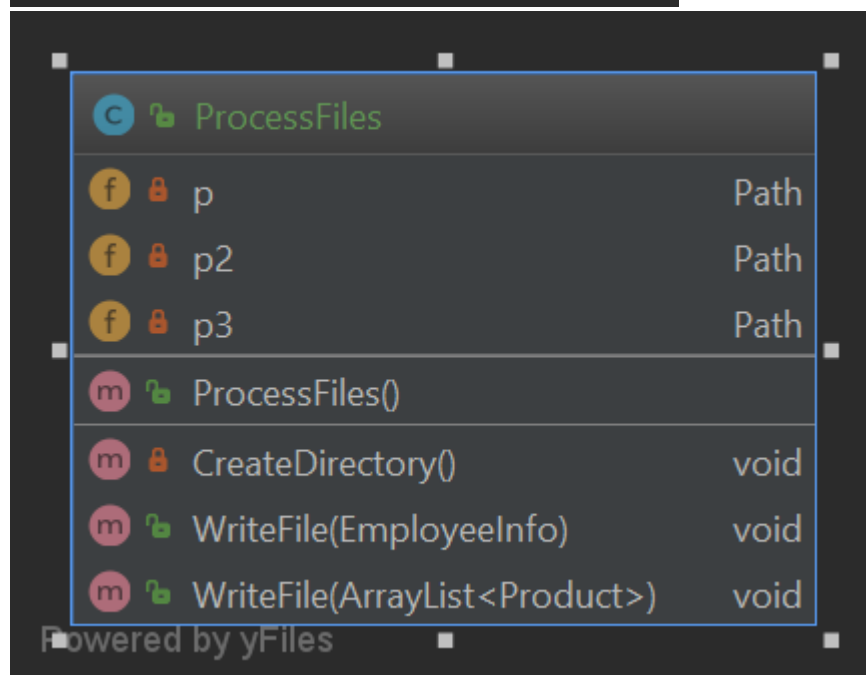 C ProcessFiles
f p Path
f p2 Path
f p3 Path
m ProcessFiles()
m CreateDirectory() void
m WriteFile(EmployeeInfo) void
m WriteFile(ArrayList<Product>) void
Powered by yFiles